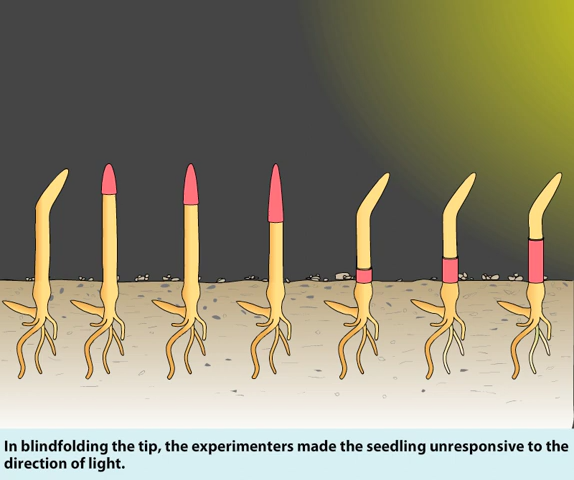 In blindfolding the tip, the experimenters made the seedling unresponsive to the
direction of light.